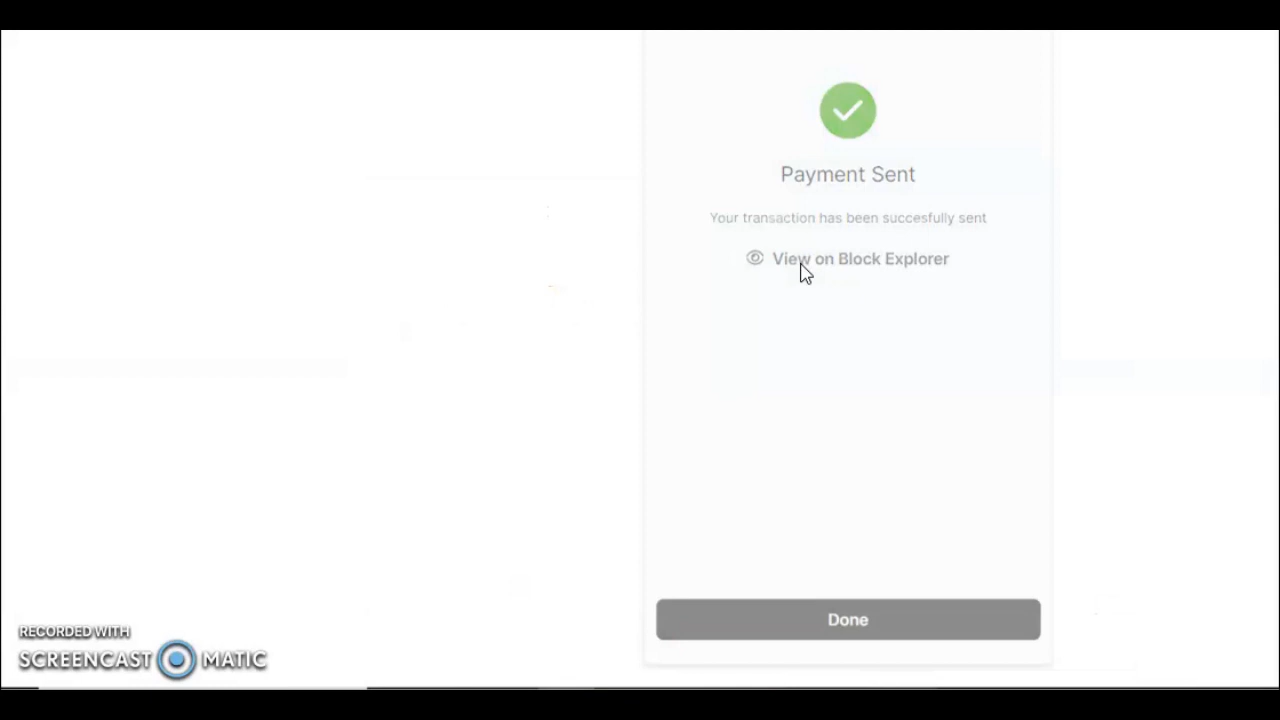 Payment Sent
Your transaction has been succesfully sent
View on Block Explorer
Done
RECORDED WITH
SCREENCAST MATIC